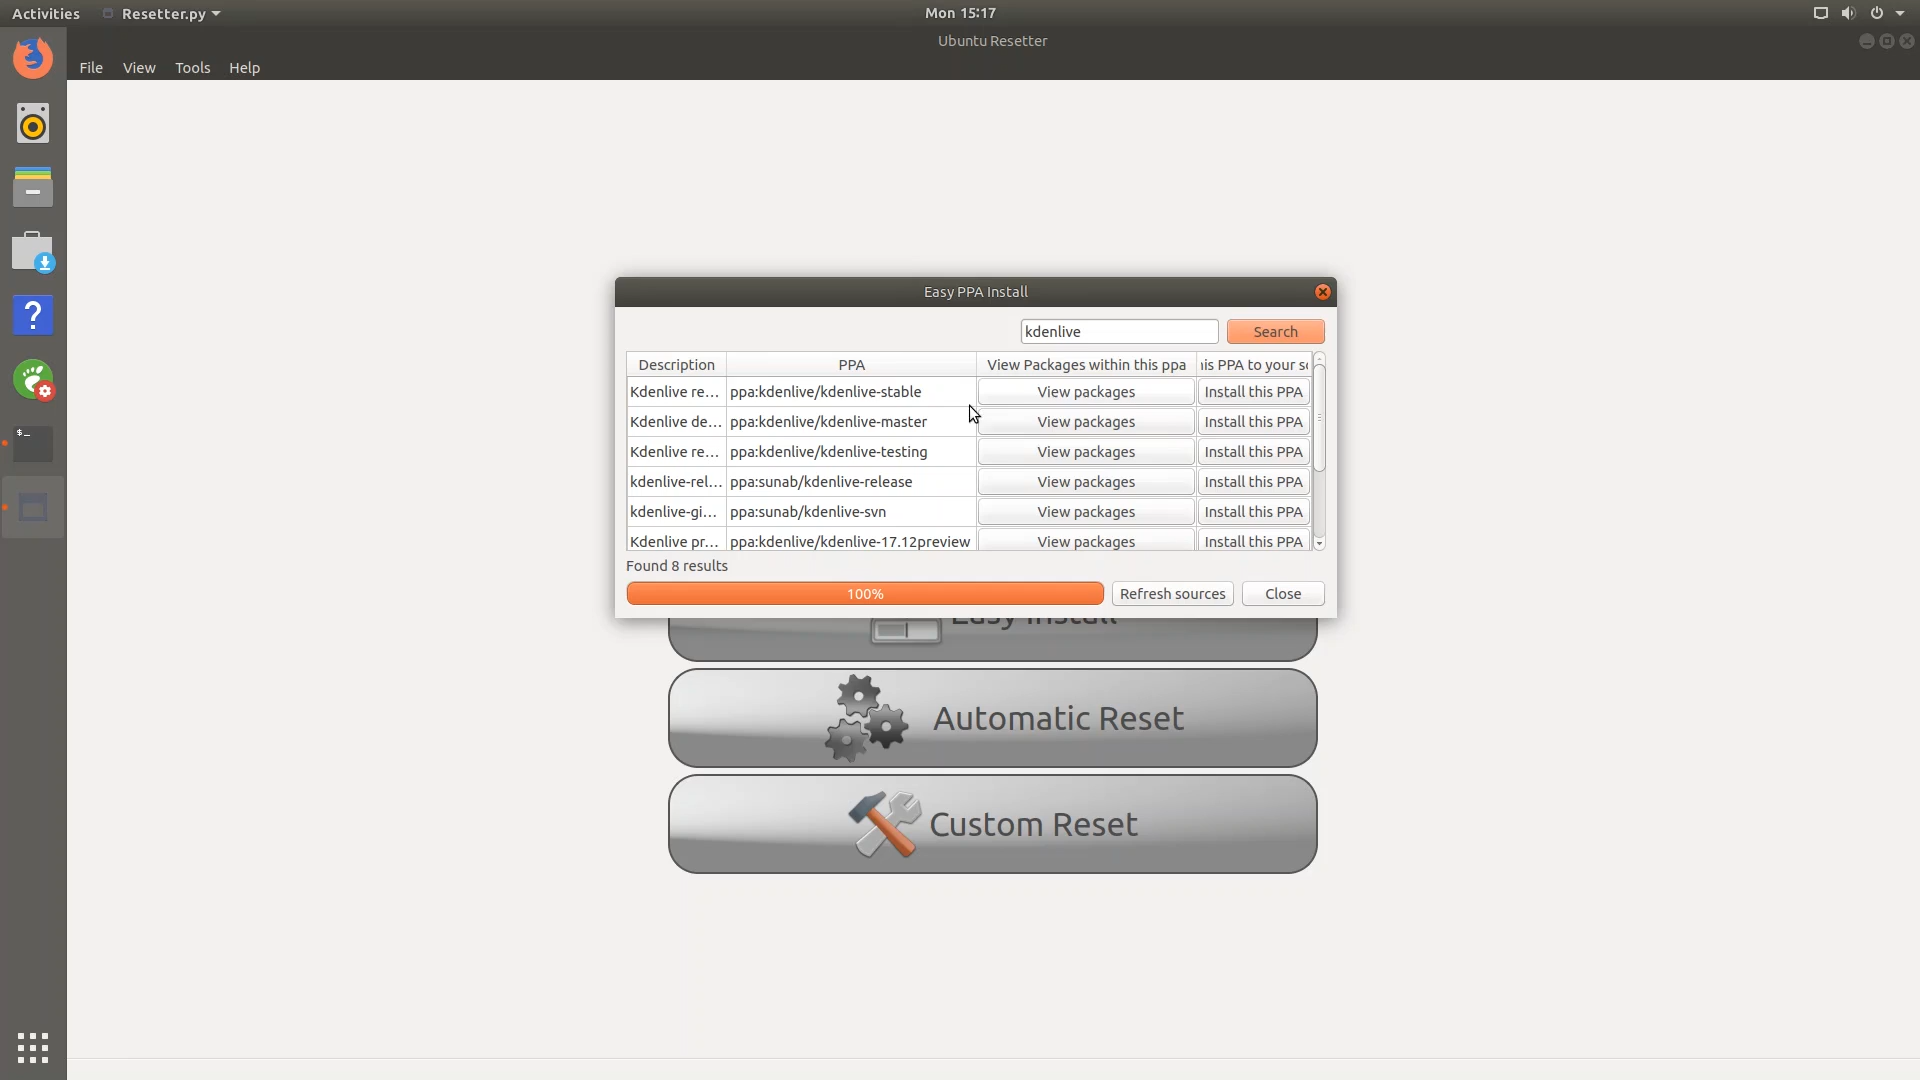 Activities Resetter.py Mon 15:17
Ubuntu Resetter
File View Tools Help
Easy PPA Install
kdenlive Search
Description PPA View Packages within this ppa is PPA to your
Kdenlive re... ppa:kdenlive/kdenlive-stable View packages Install this PPA
Kdenlive de... ppa:kdenlive/kdenlive-master View packages Install this PPA
Kdenlive re... ppa:kdenlive/kdenlive-testing View packages Install this PPA
kdenlive-rel... ppa:sunab/kdenlive-release View packages Install this PPA
kdenlive-gi... ppa:sunab/kdenlive-svn View packages Install this PPA
Kdenlive pr... ppa:kdenlive/kdenlive-17.12preview View packages Install this PPA
Found 8 results
100% Refresh sources Close
Easy Install
Automatic Reset
Custom Reset